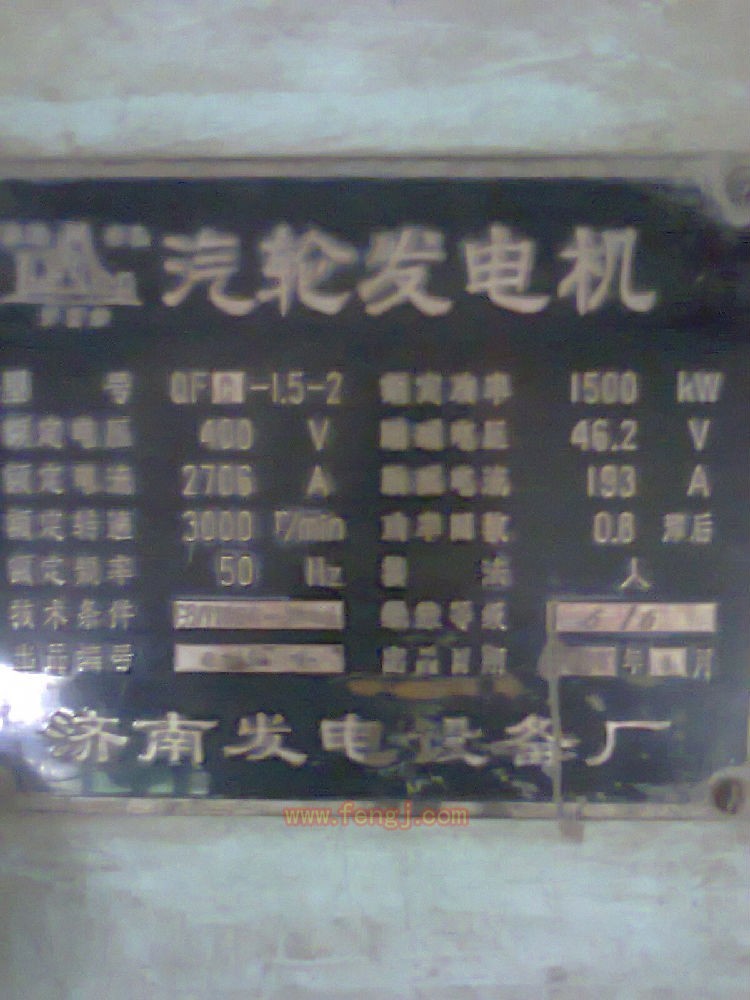 汽轮发电机
型 号 QF -1.5-2 额定功率 1500 kW
额定电压 400 V 励磁电压 46.2 V
额定电流 2706 A 励磁电流 193 A
额定转速 3000 r/min 功率因数 0.8 滞后
额定频率 50 Hz 接 法 人
技术条件 绝缘等级
出品编号 出品日期 年 月
济南发电设备厂
www.fengj.com